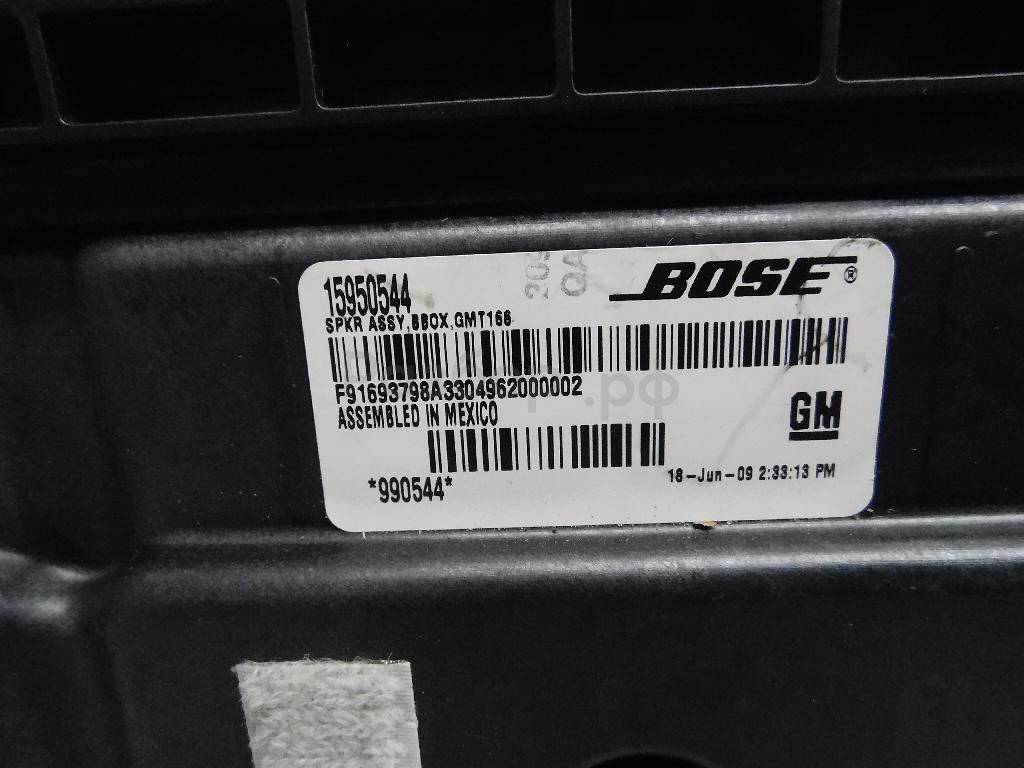 15950544
BOSE®
SPKR ASSY,BBOX,GMT166
F91693798A3304962000002
.рф
ASSEMBLED IN MEXICO
GM
18-Jun-09 2:33:13 PM
*990544*